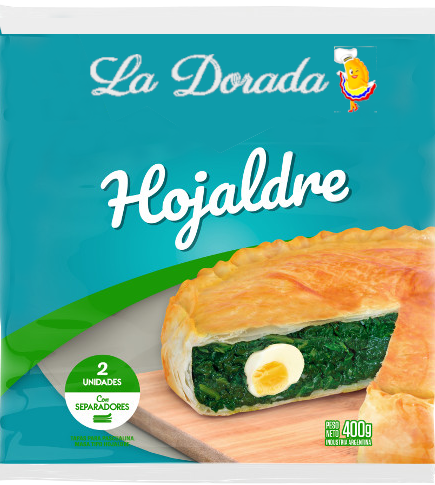 La Dorada
Hojaldre
2
UNIDADES
Con
SEPARADORES
PESO
NETO 400g
INDUSTRIA ARGENTINA